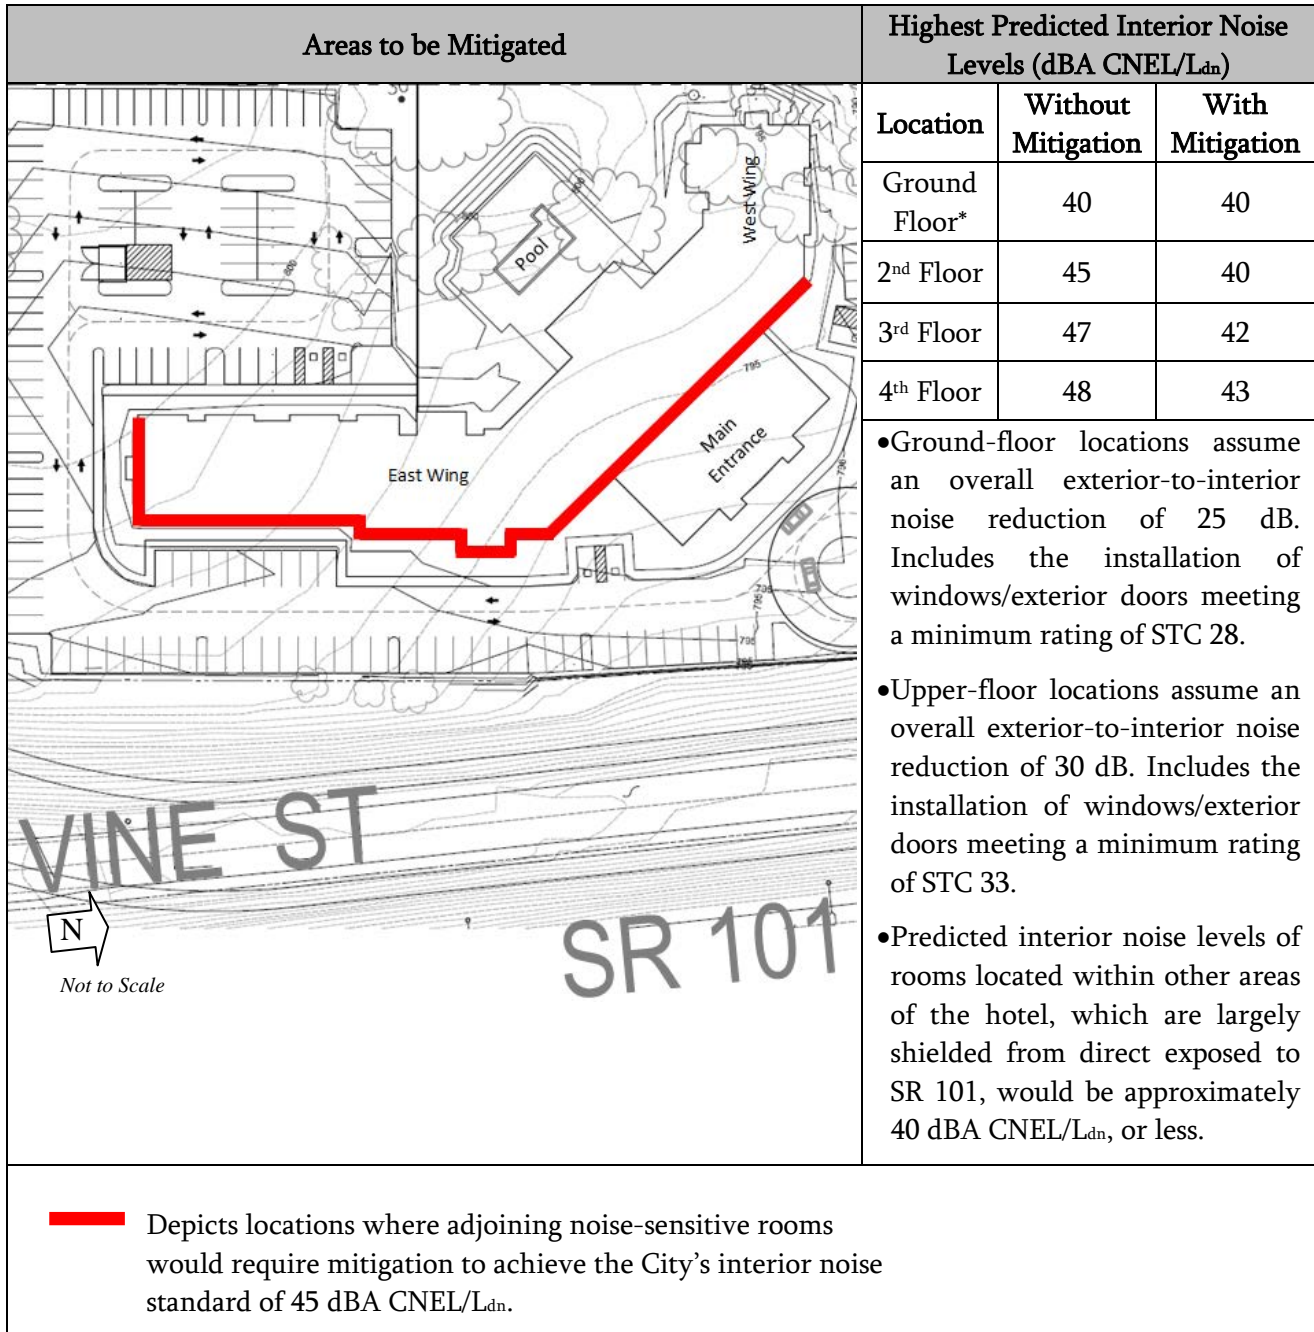 Areas to be Mitigated
Highest Predicted Interior Noise
Levels (dBA CNEL/Ldn)
Location
Without
Mitigation
With
Mitigation
Ground
Floor*
40
40
2nd Floor
45
40
3rd Floor
47
42
4th Floor
48
43
•Ground-floor locations assume
an overall exterior-to-interior
noise reduction of 25 dB.
Includes the installation of
windows/exterior doors meeting
a minimum rating of STC 28.
•Upper-floor locations assume an
overall exterior-to-interior noise
reduction of 30 dB. Includes the
installation of windows/exterior
doors meeting a minimum rating
of STC 33.
•Predicted interior noise levels of
rooms located within other areas
of the hotel, which are largely
shielded from direct exposed to
SR 101, would be approximately
40 dBA CNEL/Ldn, or less.
West Wing
Pool
800
800
795
Main
Entrance
East Wing
796
795
796
795
VINE ST
SR 101
N
Not to Scale
Depicts locations where adjoining noise-sensitive rooms
would require mitigation to achieve the City's interior noise
standard of 45 dBA CNEL/Ldn.